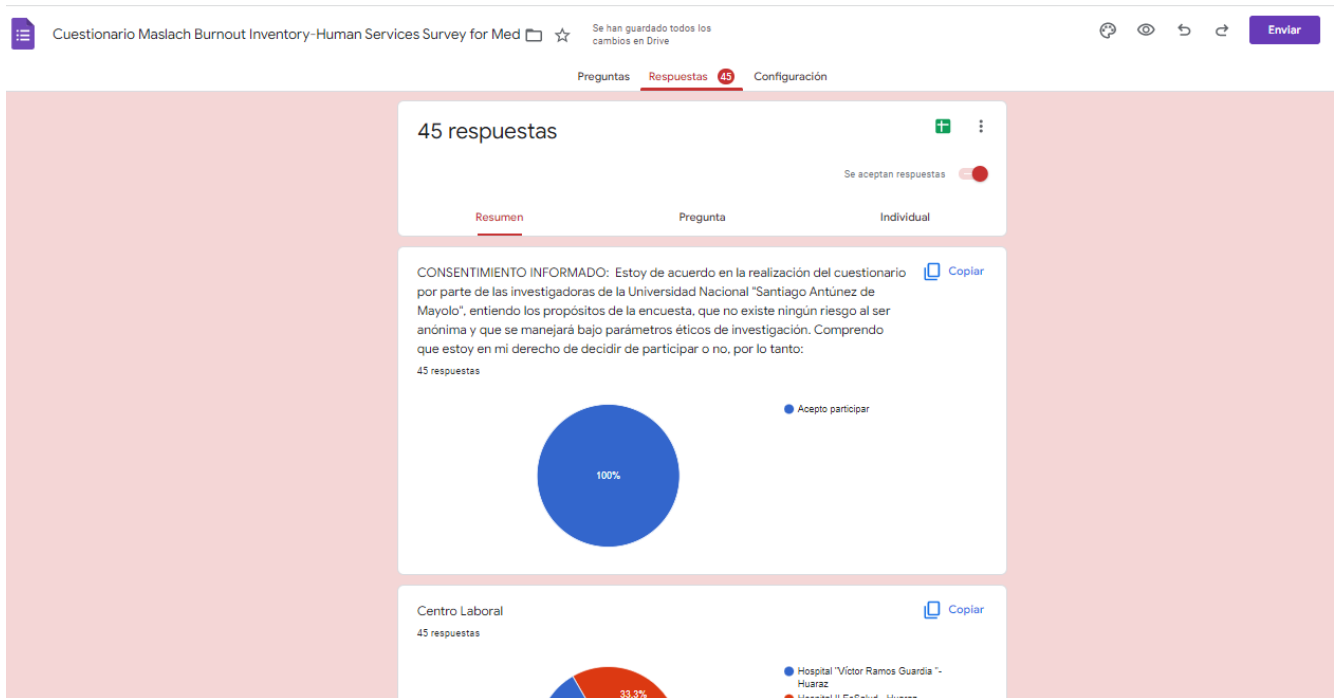 Cuestionario Maslach Burnout Inventory-Human Services Survey for Med
Se han guardado todos los
cambios en Drive
Enviar
Preguntas Respuestas 45 Configuración
45 respuestas
Se aceptan respuestas
Resumen Pregunta Individual
CONSENTIMIENTO INFORMADO: Estoy de acuerdo en la realización del cuestionario
por parte de las investigadoras de la Universidad Nacional "Santiago Antúnez de
Mayolo", entiendo los propósitos de la encuesta, que no existe ningún riesgo al ser
anónima y que se manejará bajo parámetros éticos de investigación. Comprendo
que estoy en mi derecho de decidir de participar o no, por lo tanto:
Copiar
45 respuestas
Acepto participar
100%
Centro Laboral
Copiar
45 respuestas
Hospital "Víctor Ramos Guardia "-
Huaraz
Hospital II EsSalud - Huaraz
33.3%